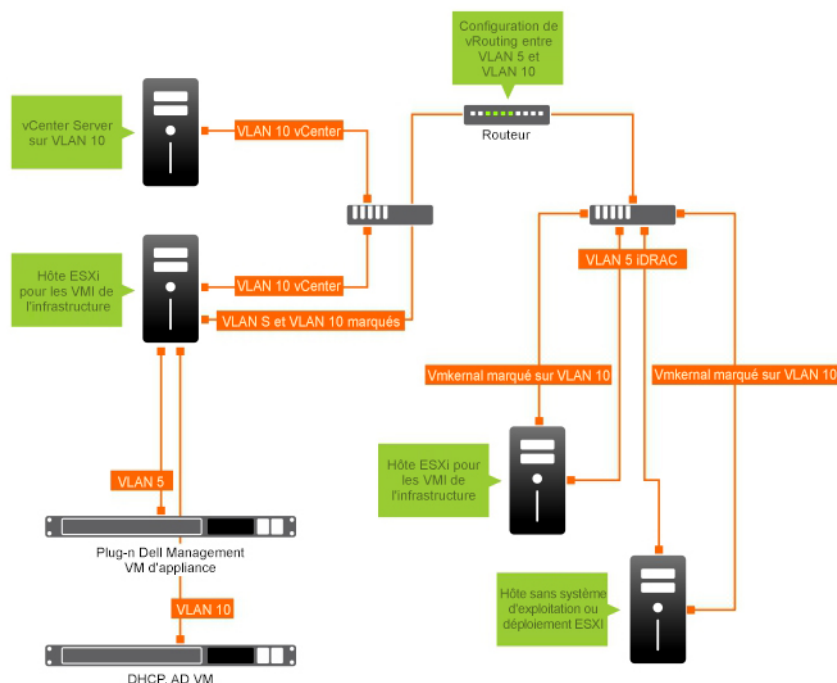 Configuration de
vRouting entre
VLAN 5 et
VLAN 10
vCenter Server
sur VLAN 10
VLAN 10 vCenter
Routeur
Hôte ESXi
pour les VMI de
l'infrastructure
VLAN 10 vCenter
VLAN S et VLAN 10 marqués
VLAN 5 iDRAC
Vmkernal marqué sur VLAN 10
Vmkernal marqué sur VLAN 10
Hôte ESXi pour
les VMI de
l'infrastructure
VLAN 5
Plug-n Dell Management
VM d'appliance
VLAN 10
Hôte sans système
d'exploitation ou
déploiement ESXI
DHCP, AD VM